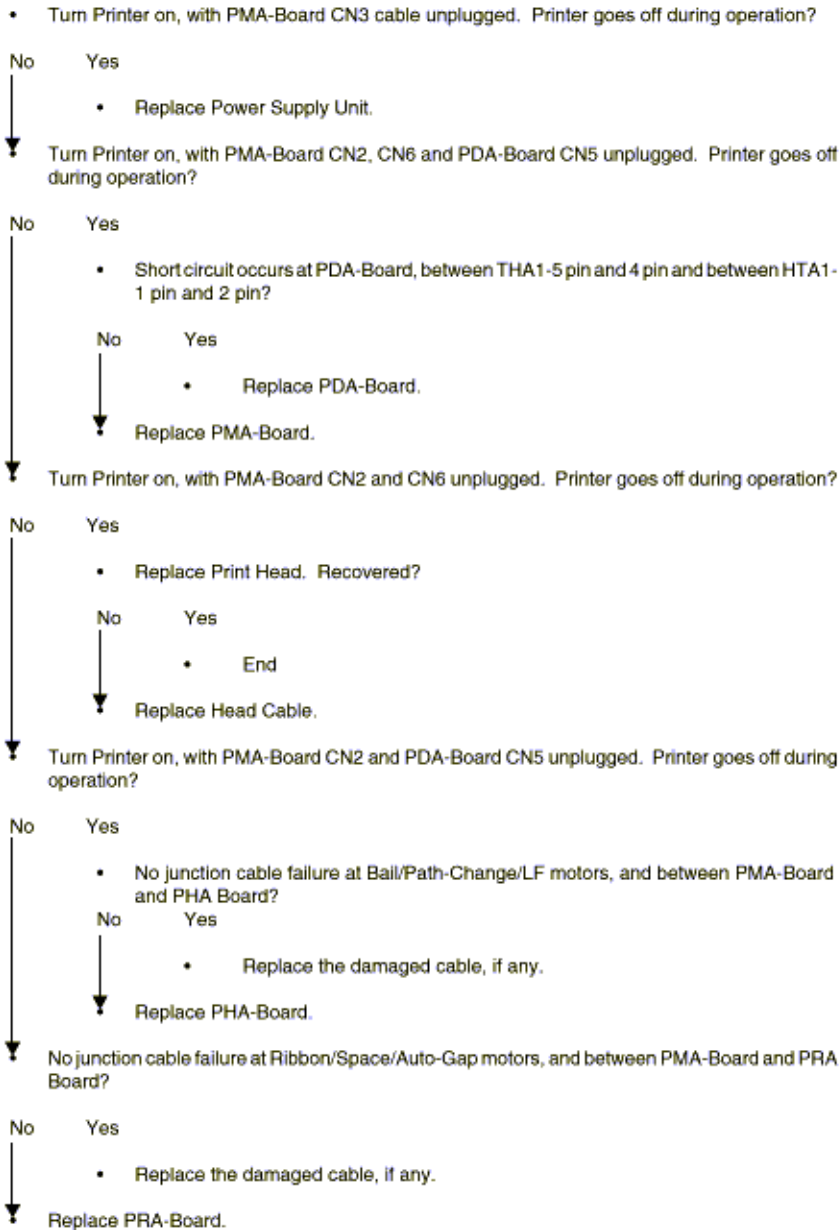 • Turn Printer on, with PMA-Board CN3 cable unplugged. Printer goes off during operation?
No Yes
• Replace Power Supply Unit.
• Turn Printer on, with PMA-Board CN2, CN6 and PDA-Board CN5 unplugged. Printer goes off
during operation?
No Yes
• Short circuit occurs at PDA-Board, between THA1-5 pin and 4 pin and between HTA1-
1 pin and 2 pin?
No Yes
• Replace PDA-Board.
• Replace PMA-Board.
• Turn Printer on, with PMA-Board CN2 and CN6 unplugged. Printer goes off during operation?
No Yes
• Replace Print Head. Recovered?
No Yes
• End
• Replace Head Cable.
• Turn Printer on, with PMA-Board CN2 and PDA-Board CN5 unplugged. Printer goes off during
operation?
No Yes
• No junction cable failure at Bail/Path-Change/LF motors, and between PMA-Board
and PHA Board?
No Yes
• Replace the damaged cable, if any.
• Replace PHA-Board.
• No junction cable failure at Ribbon/Space/Auto-Gap motors, and between PMA-Board and PRA
Board?
No Yes
• Replace the damaged cable, if any.
• Replace PRA-Board.